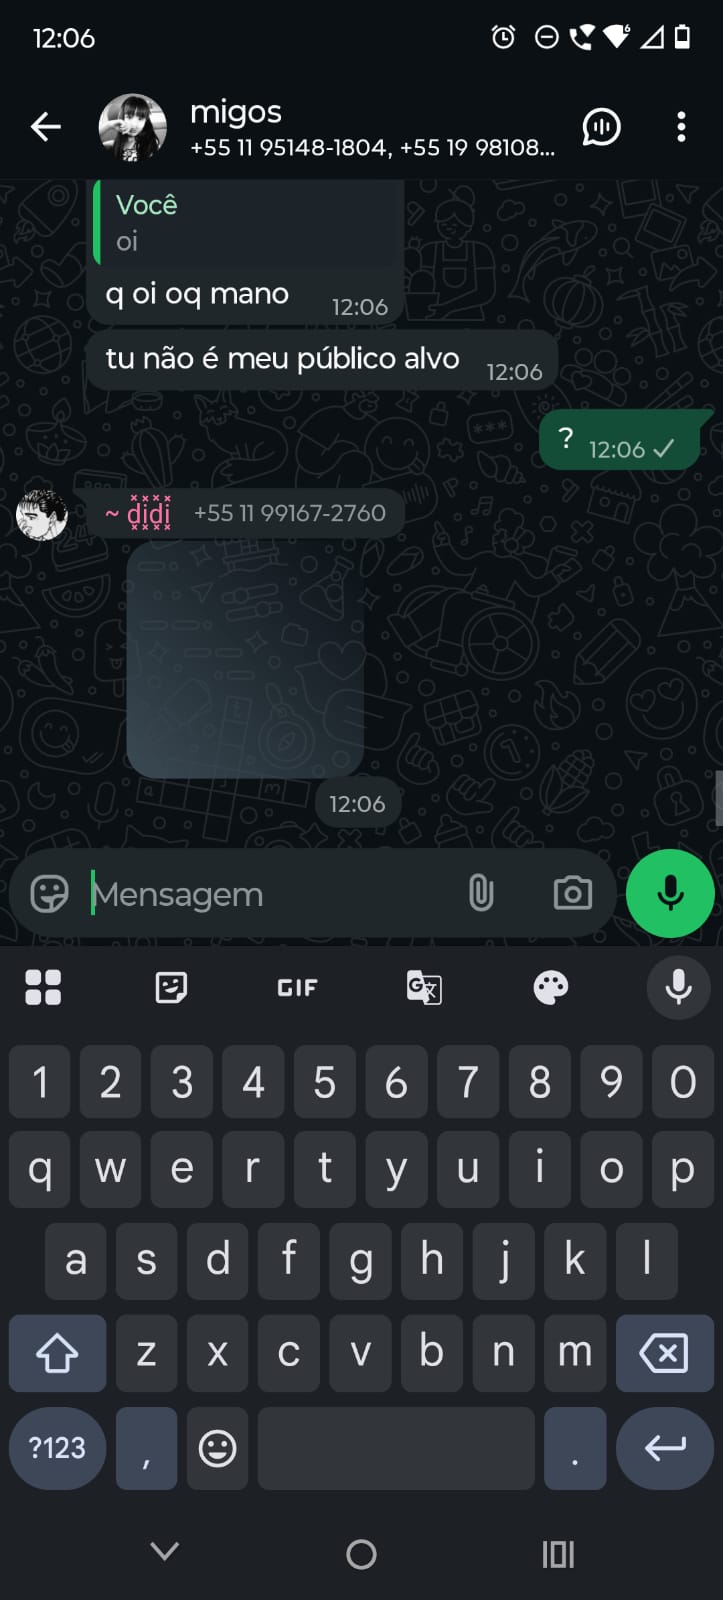 12:06
migos
+55 11 95148-1804, +55 19 98108...
Você
oi
q oi oq mano 12:06
tu não é meu público alvo 12:06
? 12:06
~ didi +55 11 99167-2760
12:06
Mensagem
GIF
1 2 3 4 5 6 7 8 9 0
q w e r t y u i o p
a s d f g h j k l
z x c v b n m
?123 , .